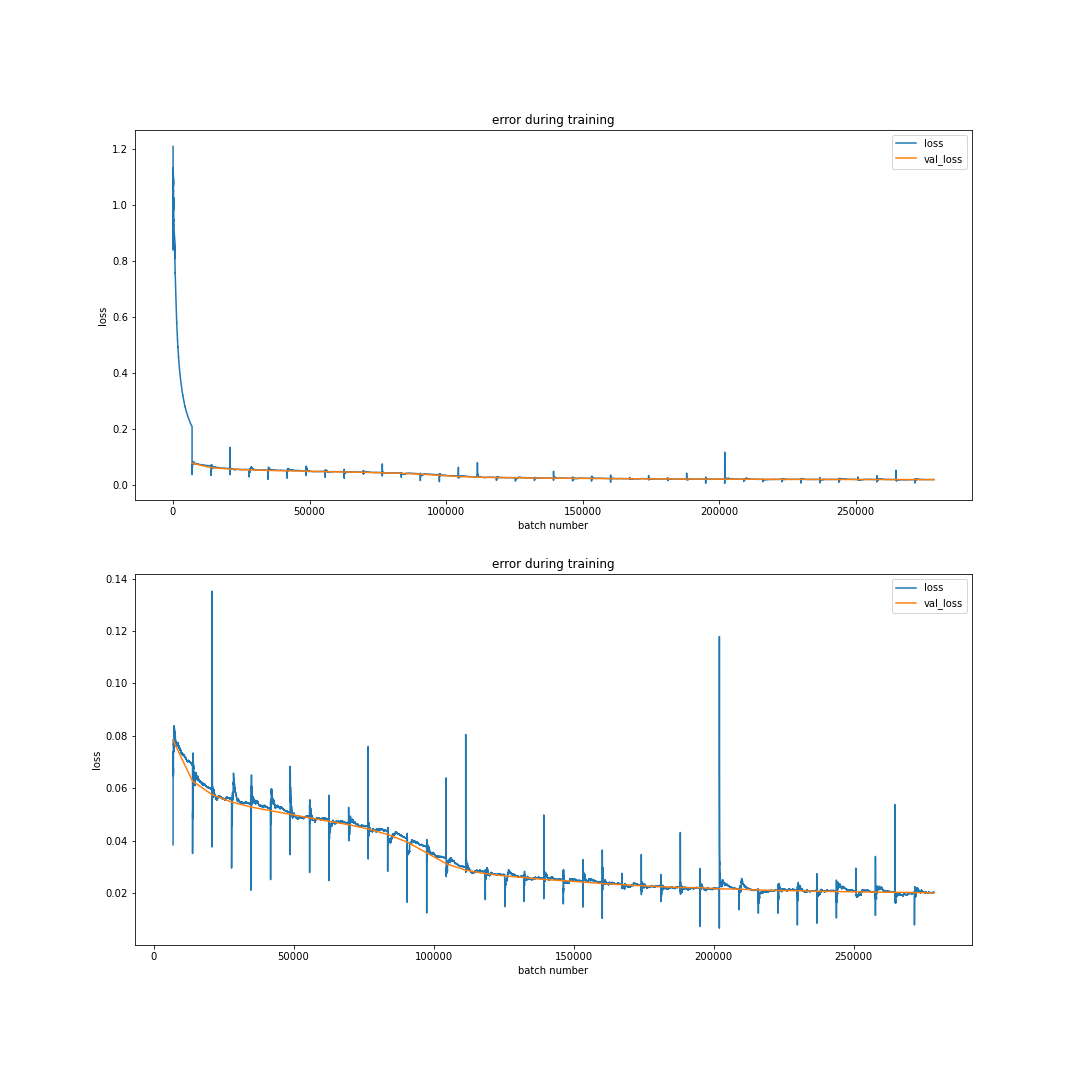 error during training
1.2
1.0
0.8
0.6
0.4
0.2
0.0
loss
loss
val_loss
0 50000 100000 150000 200000 250000
batch number
error during training
0.14
0.12
0.10
0.08
0.06
0.04
0.02
loss
loss
val_loss
0 50000 100000 150000 200000 250000
batch number